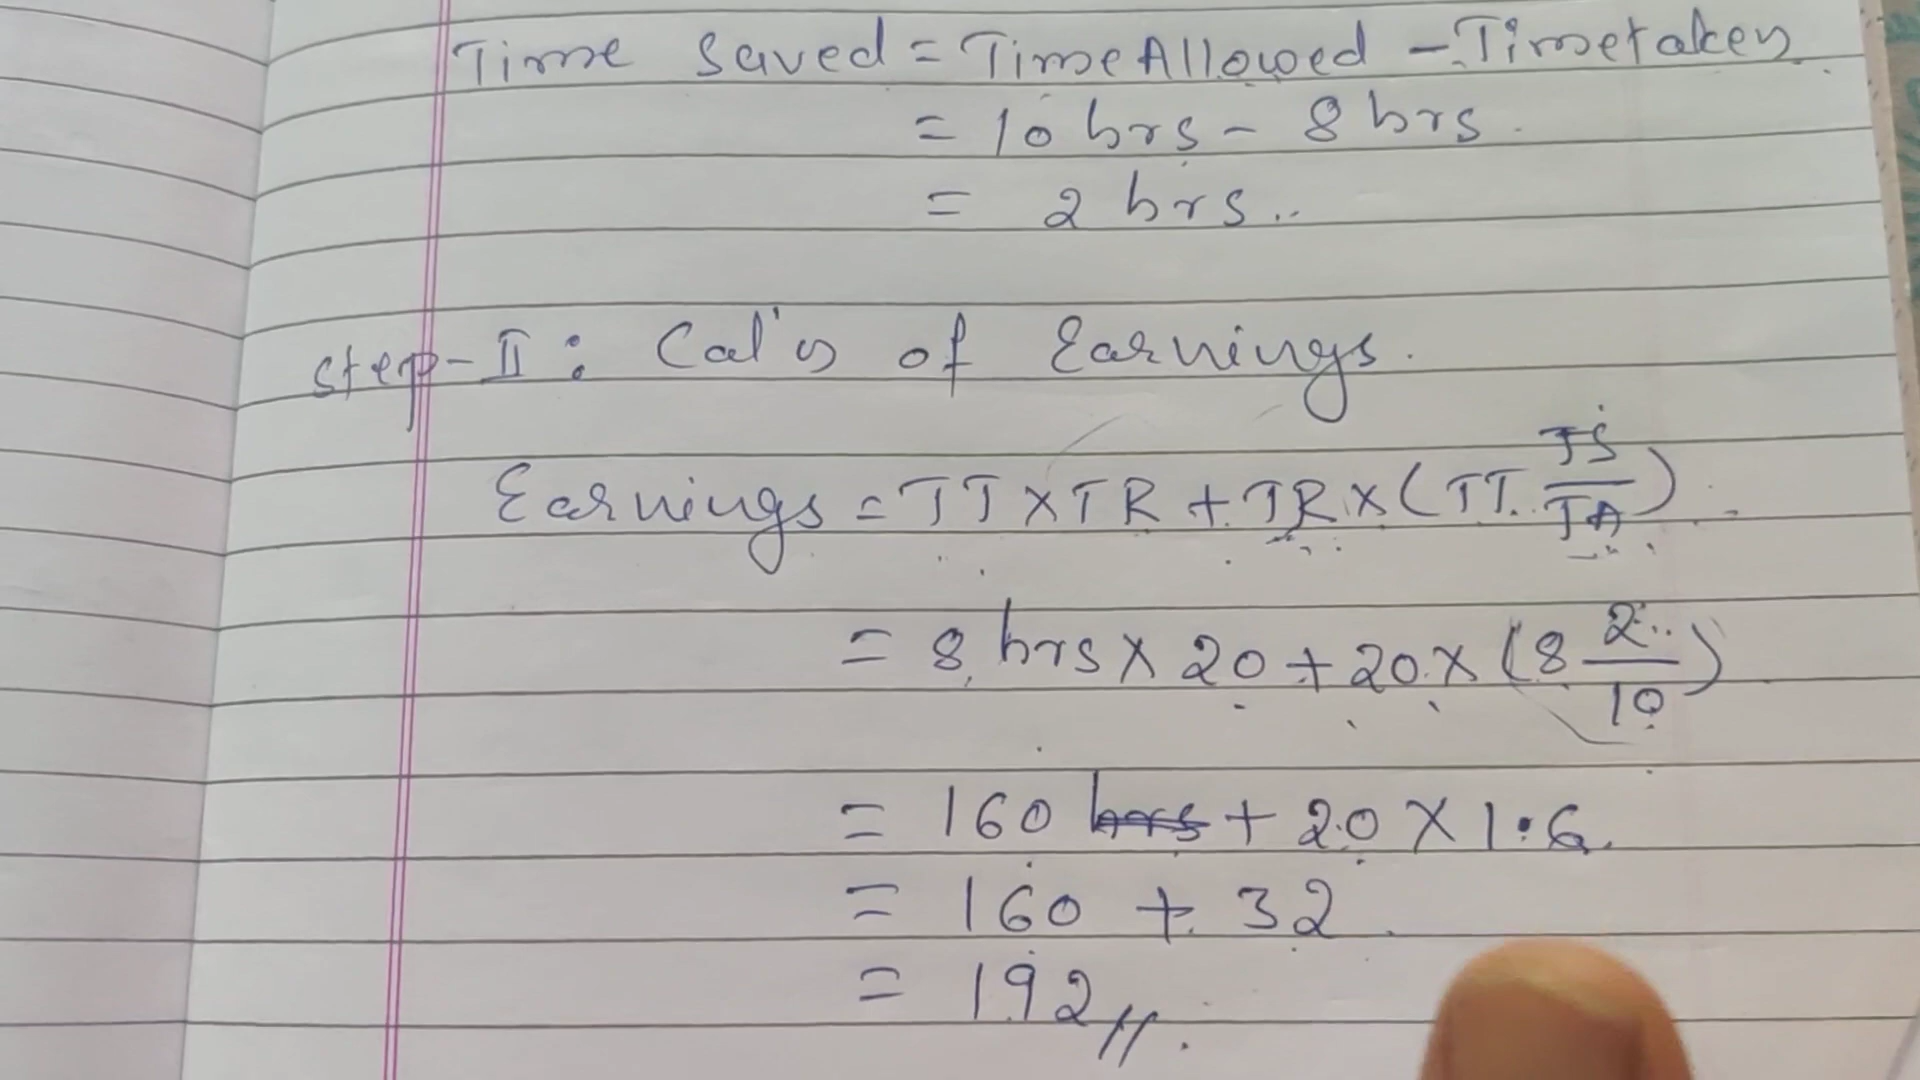 Time Saved = Time Allowed - Time taken
= 10 hrs - 8 hrs.
= 2 hrs..
Step-II : Cal'n of Earnings.
Earnings = TT × TR + TR × (TT. TS/TA)
= 8 hrs × 20 + 20 × (8 2/10)
= 160 hrs + 20 × 1.6
= 160 + 32
= 192//.